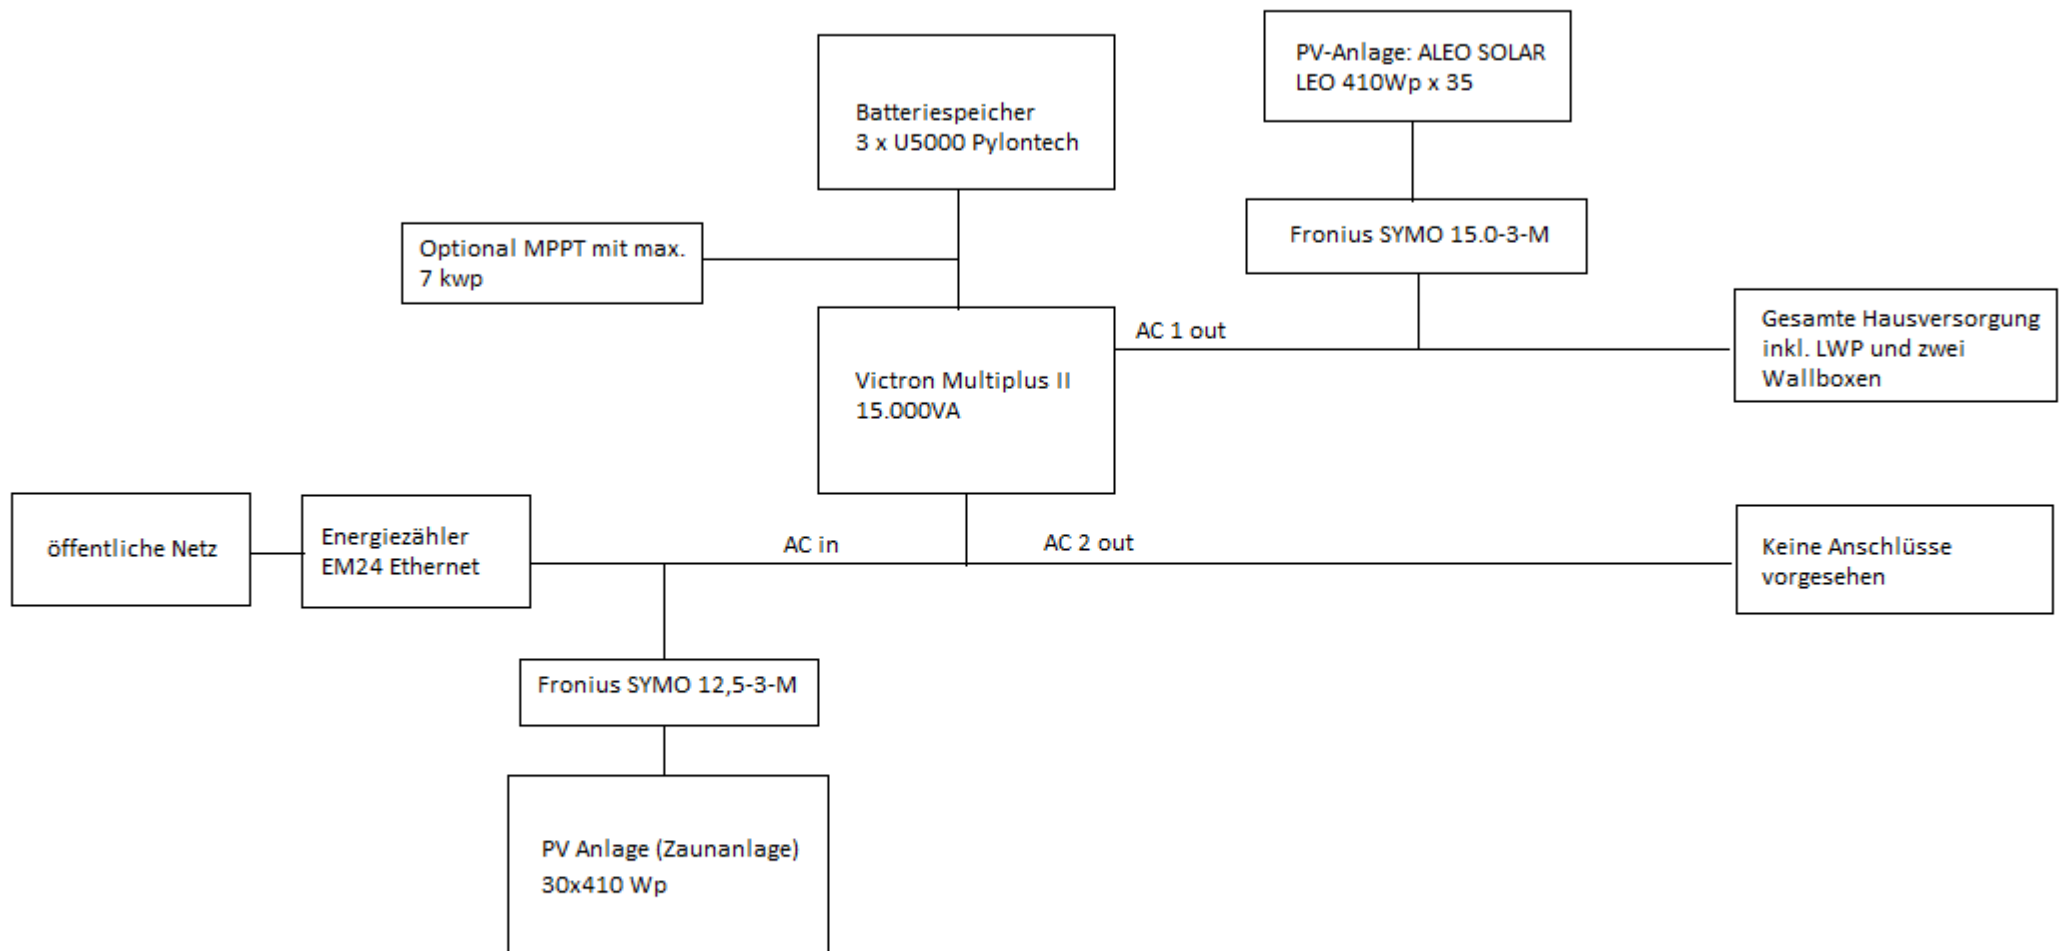 PV-Anlage: ALEO SOLAR
LEO 410Wp x 35
Batteriespeicher
3 x U5000 Pylontech
Optional MPPT mit max.
7 kwp
Fronius SYMO 15.0-3-M
AC 1 out
Gesamte Hausversorgung
inkl. LWP und zwei
Wallboxen
Victron Multiplus II
15.000VA
öffentliche Netz
Energiezähler
EM24 Ethernet
AC in
AC 2 out
Keine Anschlüsse
vorgesehen
Fronius SYMO 12,5-3-M
PV Anlage (Zaunanlage)
30x410 Wp